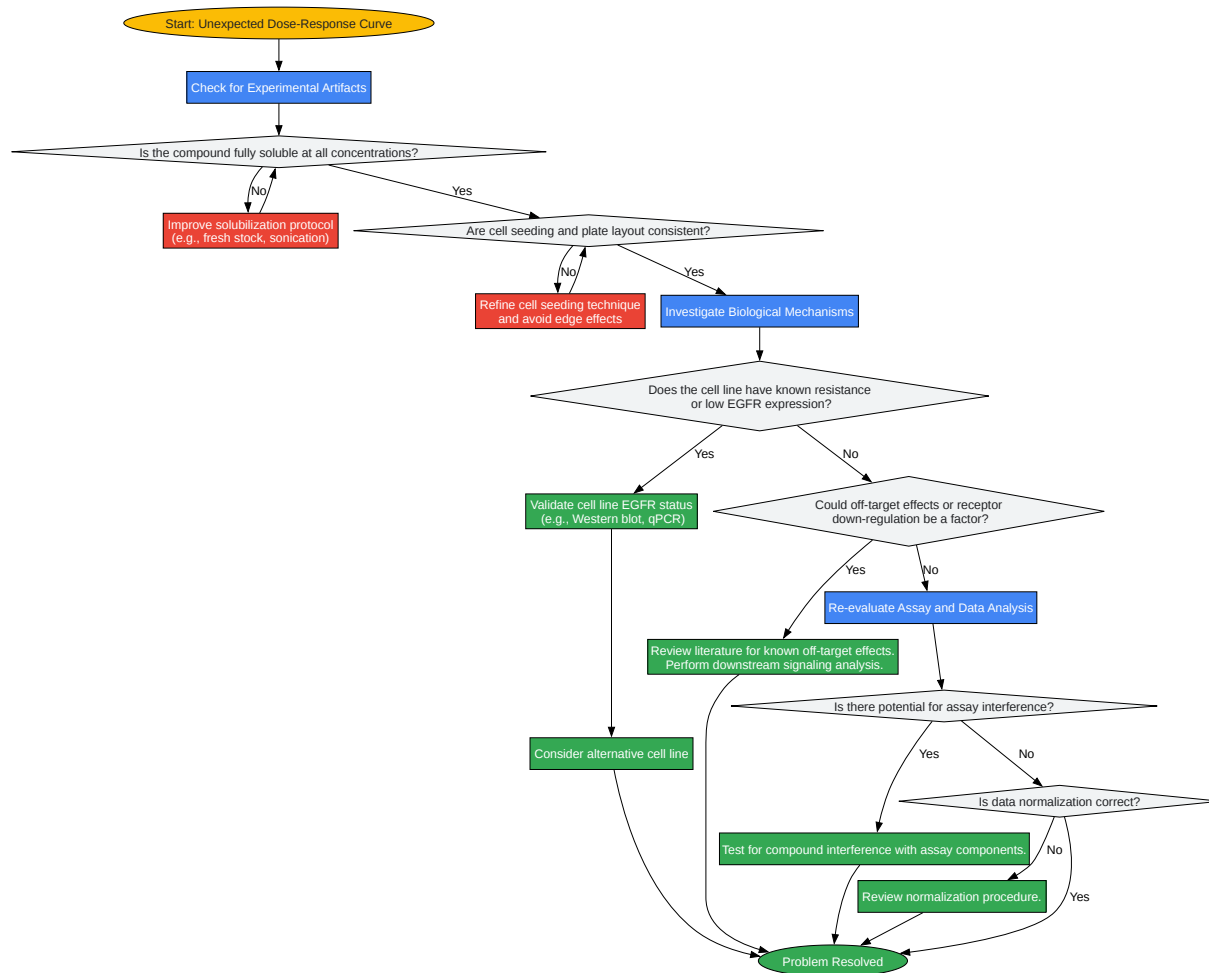 Start: Unexpected Dose-Response Curve
Check for Experimental Artifacts
Is the compound fully soluble at all concentrations?
No
Yes
Improve solubilization protocol
(e.g., fresh stock, sonication)
Are cell seeding and plate layout consistent?
No
Yes
Refine cell seeding technique
and avoid edge effects
Investigate Biological Mechanisms
Does the cell line have known resistance
or low EGFR expression?
Yes
No
Validate cell line EGFR status
(e.g., Western blot, qPCR)
Could off-target effects or receptor
down-regulation be a factor?
Yes
No
Re-evaluate Assay and Data Analysis
Review literature for known off-target effects.
Perform downstream signaling analysis.
Is there potential for assay interference?
Consider alternative cell line
Yes
No
Is data normalization correct?
Test for compound interference with assay components.
No
Review normalization procedure.
Yes
Problem Resolved